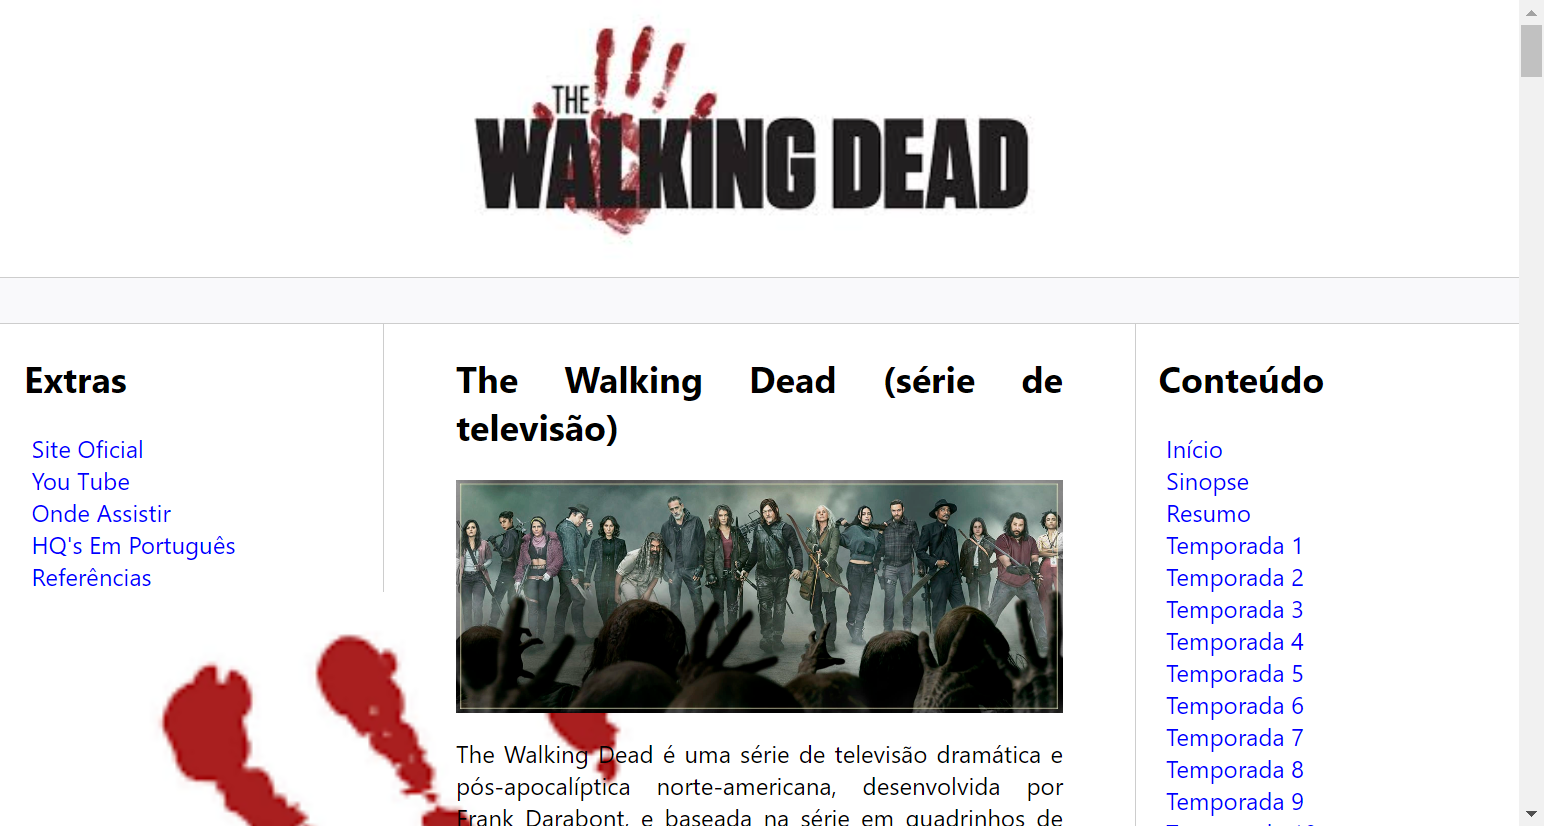 THE
WALKING DEAD
Extras
Site Oficial
You Tube
Onde Assistir
HQ's Em Português
Referências
The Walking Dead (série de
televisão)
The Walking Dead é uma série de televisão dramática e
pós-apocalíptica norte-americana, desenvolvida por
Frank Darabont, e baseada na série em quadrinhos de
Conteúdo
Início
Sinopse
Resumo
Temporada 1
Temporada 2
Temporada 3
Temporada 4
Temporada 5
Temporada 6
Temporada 7
Temporada 8
Temporada 9